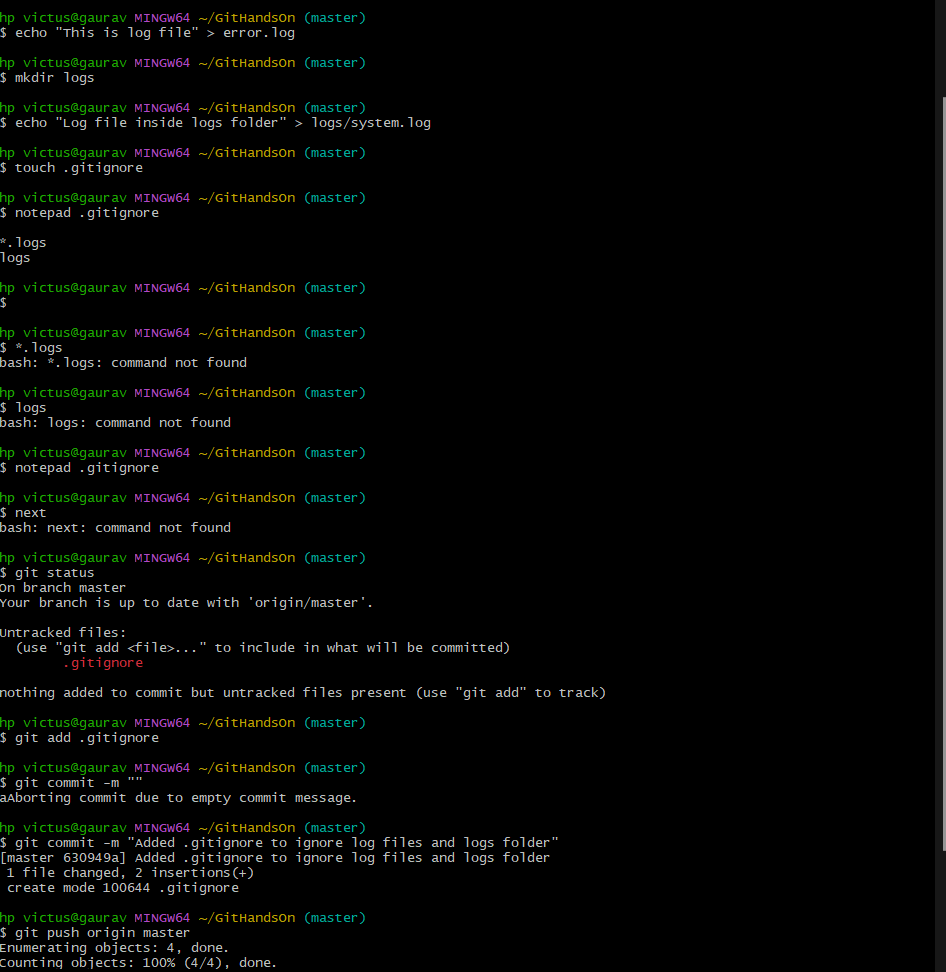 hp victus@gaurav MINGW64 ~/GitHandsOn (master)
$ echo "This is log file" > error.log
hp victus@gaurav MINGW64 ~/GitHandsOn (master)
$ mkdir logs
hp victus@gaurav MINGW64 ~/GitHandsOn (master)
$ echo "Log file inside logs folder" > logs/system.log
hp victus@gaurav MINGW64 ~/GitHandsOn (master)
$ touch .gitignore
hp victus@gaurav MINGW64 ~/GitHandsOn (master)
$ notepad .gitignore
*.logs
logs
hp victus@gaurav MINGW64 ~/GitHandsOn (master)
$
hp victus@gaurav MINGW64 ~/GitHandsOn (master)
$ *.logs
bash: *.logs: command not found
hp victus@gaurav MINGW64 ~/GitHandsOn (master)
$ logs
bash: logs: command not found
hp victus@gaurav MINGW64 ~/GitHandsOn (master)
$ notepad .gitignore
hp victus@gaurav MINGW64 ~/GitHandsOn (master)
$ next
bash: next: command not found
hp victus@gaurav MINGW64 ~/GitHandsOn (master)
$ git status
On branch master
Your branch is up to date with 'origin/master'.
Untracked files:
(use "git add <file>..." to include in what will be committed)
.gitignore
nothing added to commit but untracked files present (use "git add" to track)
hp victus@gaurav MINGW64 ~/GitHandsOn (master)
$ git add .gitignore
hp victus@gaurav MINGW64 ~/GitHandsOn (master)
$ git commit -m ""
aAborting commit due to empty commit message.
hp victus@gaurav MINGW64 ~/GitHandsOn (master)
$ git commit -m "Added .gitignore to ignore log files and logs folder"
[master 630949a] Added .gitignore to ignore log files and logs folder
1 file changed, 2 insertions(+)
create mode 100644 .gitignore
hp victus@gaurav MINGW64 ~/GitHandsOn (master)
$ git push origin master
Enumerating objects: 4, done.
Counting objects: 100% (4/4), done.